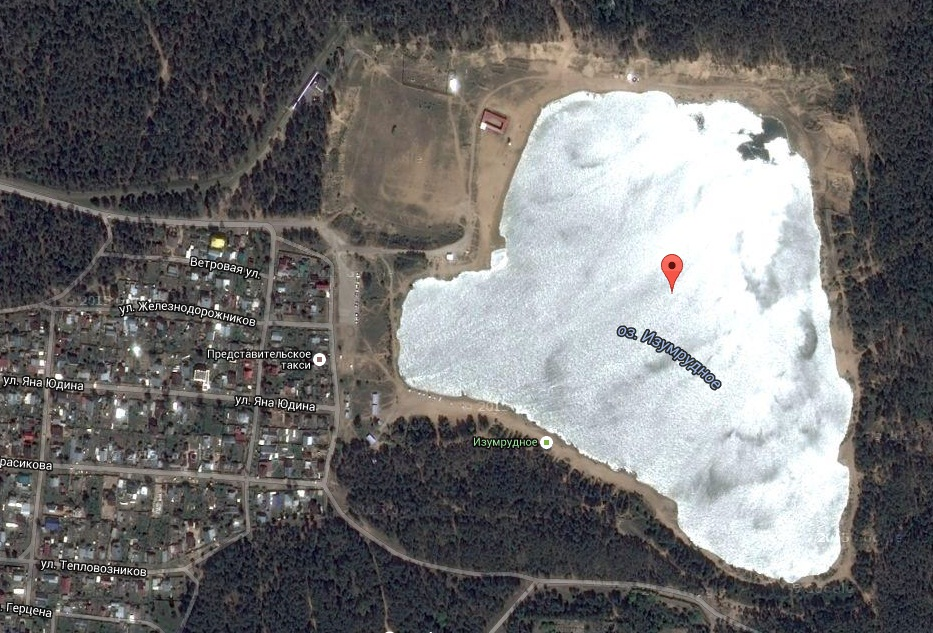 Ветровая ул.
ул. Железнодорожников
Представительское
такси
оз. Изумрудное
ул. Яна Юдина
ул. Яна Юдина
Изумрудное
расикова
ул. Тепловозников
. Герцена